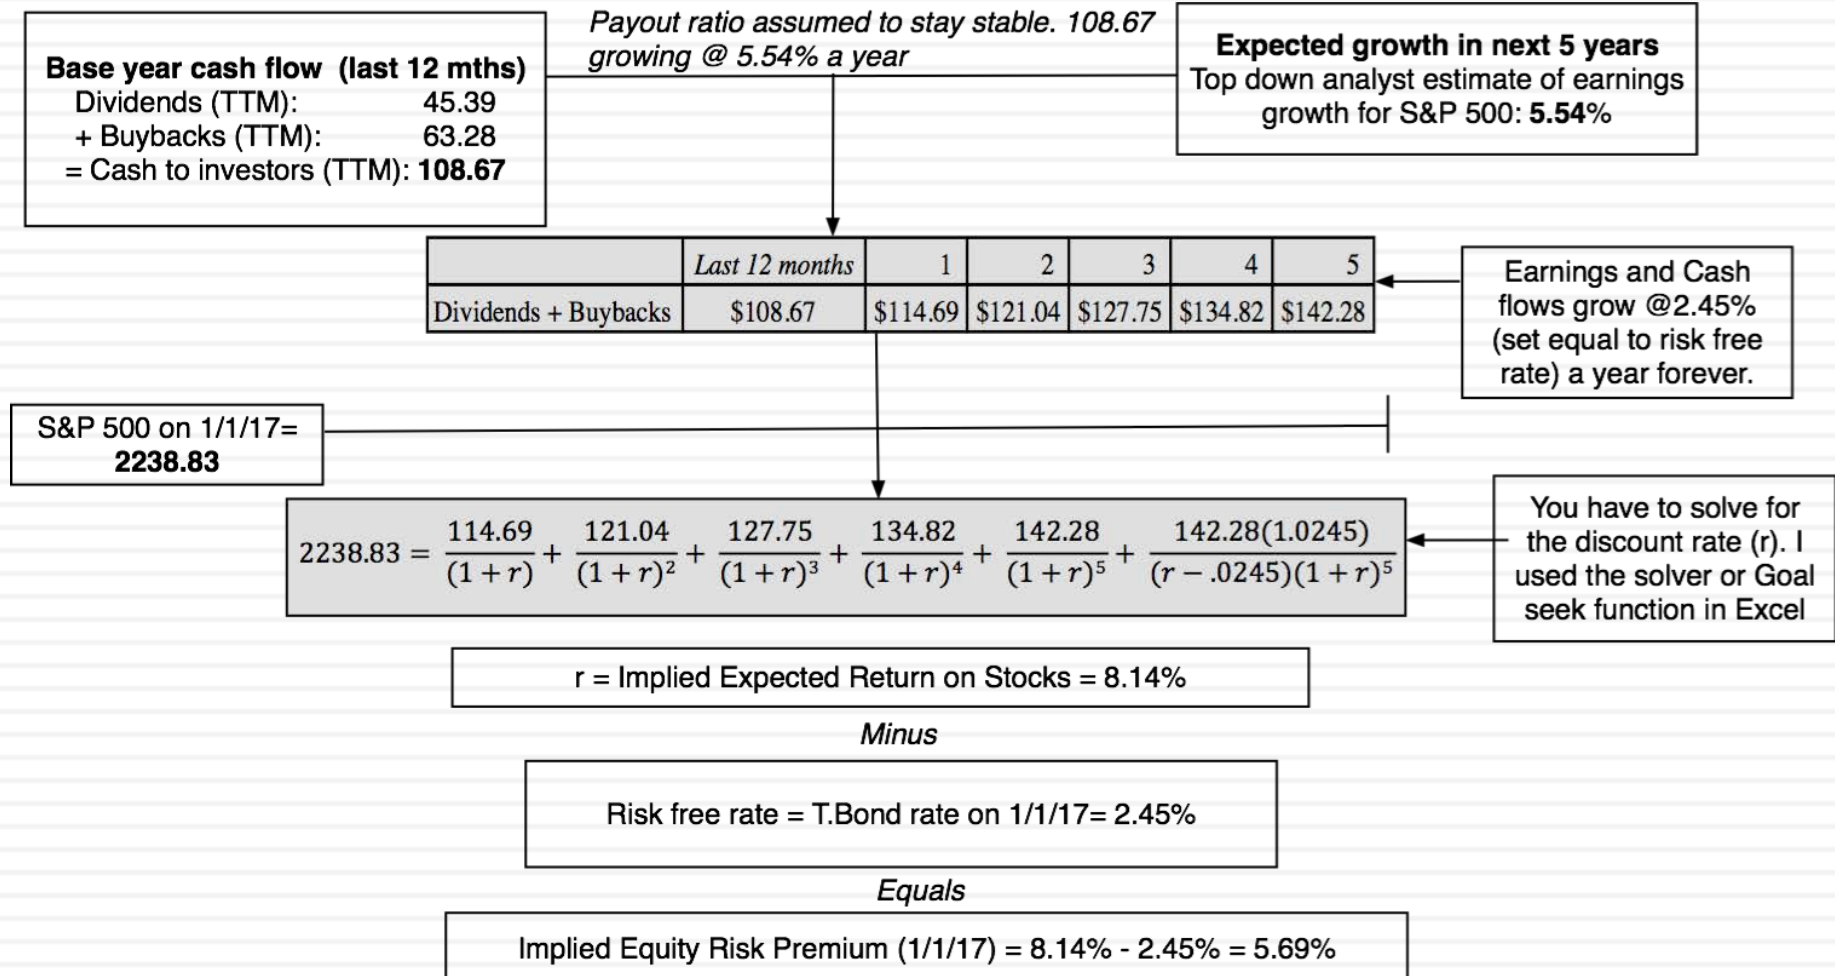 Base year cash flow (last 12 mths)
Dividends (TTM): 45.39
+ Buybacks (TTM): 63.28
= Cash to investors (TTM): 108.67
Payout ratio assumed to stay stable. 108.67
growing @ 5.54% a year
Expected growth in next 5 years
Top down analyst estimate of earnings
growth for S&P 500: 5.54%
Last 12 months 1 2 3 4 5
Dividends + Buybacks $108.67 $114.69 $121.04 $127.75 $134.82 $142.28
Earnings and Cash
flows grow @2.45%
(set equal to risk free
rate) a year forever.
S&P 500 on 1/1/17=
2238.83
2238.83 = 114.69/(1+r) + 121.04/(1+r)² + 127.75/(1+r)³ + 134.82/(1+r)⁴ + 142.28/(1+r)⁵ + 142.28(1.0245)/(r−.0245)(1+r)⁵
You have to solve for
the discount rate (r). I
used the solver or Goal
seek function in Excel
r = Implied Expected Return on Stocks = 8.14%
Minus
Risk free rate = T.Bond rate on 1/1/17= 2.45%
Equals
Implied Equity Risk Premium (1/1/17) = 8.14% - 2.45% = 5.69%